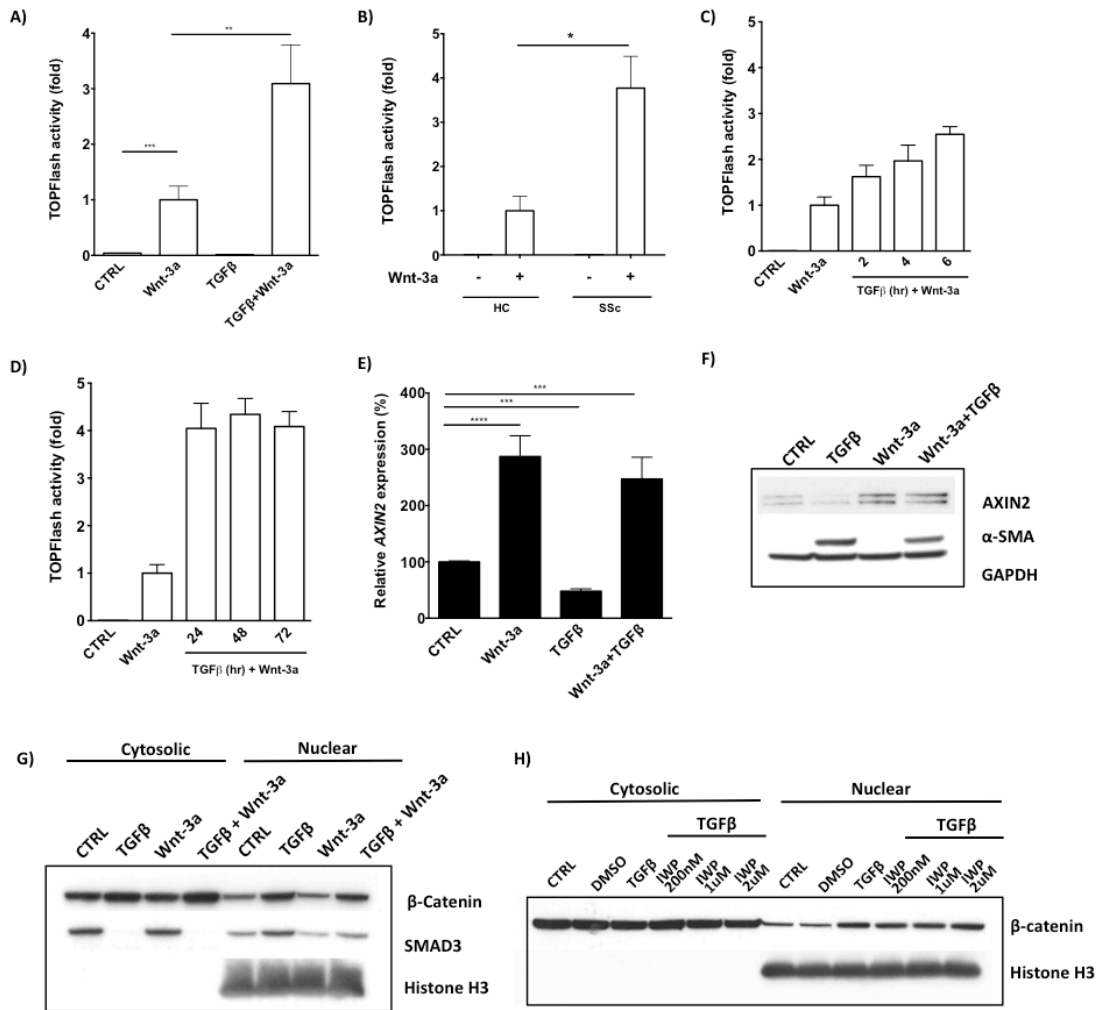 A)
TOPFlash activity (fold)
4
3
2
1
0
***
**
CTRL
Wnt-3a
TGFβ
TGFβ+Wnt-3a
B)
TOPFlash activity (fold)
5
4
3
2
1
0
*
Wnt-3a
- + - +
HC SSc
C)
TOPFlash activity (fold)
5
4
3
2
1
0
CTRL
Wnt-3a
2 4 6
TGFβ (hr) + Wnt-3a
D)
TOPFlash activity (fold)
5
4
3
2
1
0
CTRL
Wnt-3a
24 48 72
TGFβ (hr) + Wnt-3a
E)
Relative AXIN2 expression (%)
400
300
200
100
0
***
***
****
CTRL
Wnt-3a
TGFβ
Wnt-3a+TGFβ
F)
CTRL
TGFβ
Wnt-3a
Wnt-3a+TGFβ
AXIN2
α-SMA
GAPDH
G)
Cytosolic Nuclear
CTRL
TGFβ
Wnt-3a
TGFβ + Wnt-3a
CTRL
TGFβ
Wnt-3a
TGFβ + Wnt-3a
β-Catenin
SMAD3
Histone H3
H)
Cytosolic Nuclear
TGFβ TGFβ
CTRL
DMSO
TGFβ
IWP 200nM
IWP 1uM
IWP 2uM
CTRL
DMSO
TGFβ
IWP 200nM
IWP 1uM
IWP 2uM
β-catenin
Histone H3